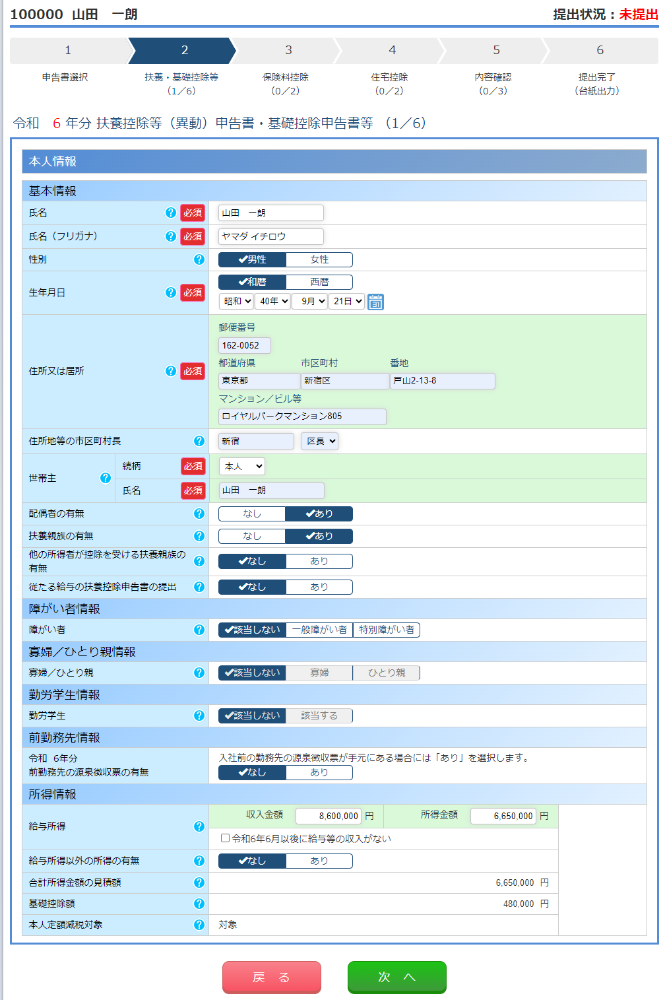 100000 山田　一朗
提出状況：未提出
1 2 3 4 5 6
申告書選択 扶養・基礎控除等 保険料控除 住宅控除 内容確認 提出完了
（1／6） （0／2） （0／2） （0／3） （台紙出力）
令和　6 年分 扶養控除等（異動）申告書・基礎控除申告書等 （1／6）
本人情報
基本情報
氏名 ? 必須 山田　一朗
氏名（フリガナ） ? 必須 ヤマダ イチロウ
性別 ? ✔男性 女性
生年月日 ? 必須 ✔和暦 西暦
昭和 40年 9月 21日 31
住所又は居所 ? 必須
郵便番号
162-0052
都道府県 市区町村 番地
東京都 新宿区 戸山2-13-8
マンション／ビル等
ロイヤルパークマンション805
住所地等の市区町村長 ? 新宿 区長
世帯主 ? 続柄 必須 本人
氏名 必須 山田　一朗
配偶者の有無 ? なし ✔あり
扶養親族の有無 ? なし ✔あり
他の所得者が控除を受ける扶養親族の
有無 ? ✔なし あり
従たる給与の扶養控除申告書の提出 ? ✔なし あり
障がい者情報
障がい者 ? ✔該当しない 一般障がい者 特別障がい者
寡婦／ひとり親情報
寡婦／ひとり親 ? ✔該当しない 寡婦 ひとり親
勤労学生情報
勤労学生 ? ✔該当しない 該当する
前勤務先情報
令和 6年分
前勤務先の源泉徴収票の有無
入社前の勤務先の源泉徴収票が手元にある場合には「あり」を選択します。
✔なし あり
所得情報
給与所得 ? 収入金額 8,600,000 円 所得金額 6,650,000 円
令和6年6月以後に給与等の収入がない
給与所得以外の所得の有無 ? ✔なし あり
合計所得金額の見積額 ? 6,650,000 円
基礎控除額 ? 480,000 円
本人定額減税対象 ? 対象
戻 る 次 へ